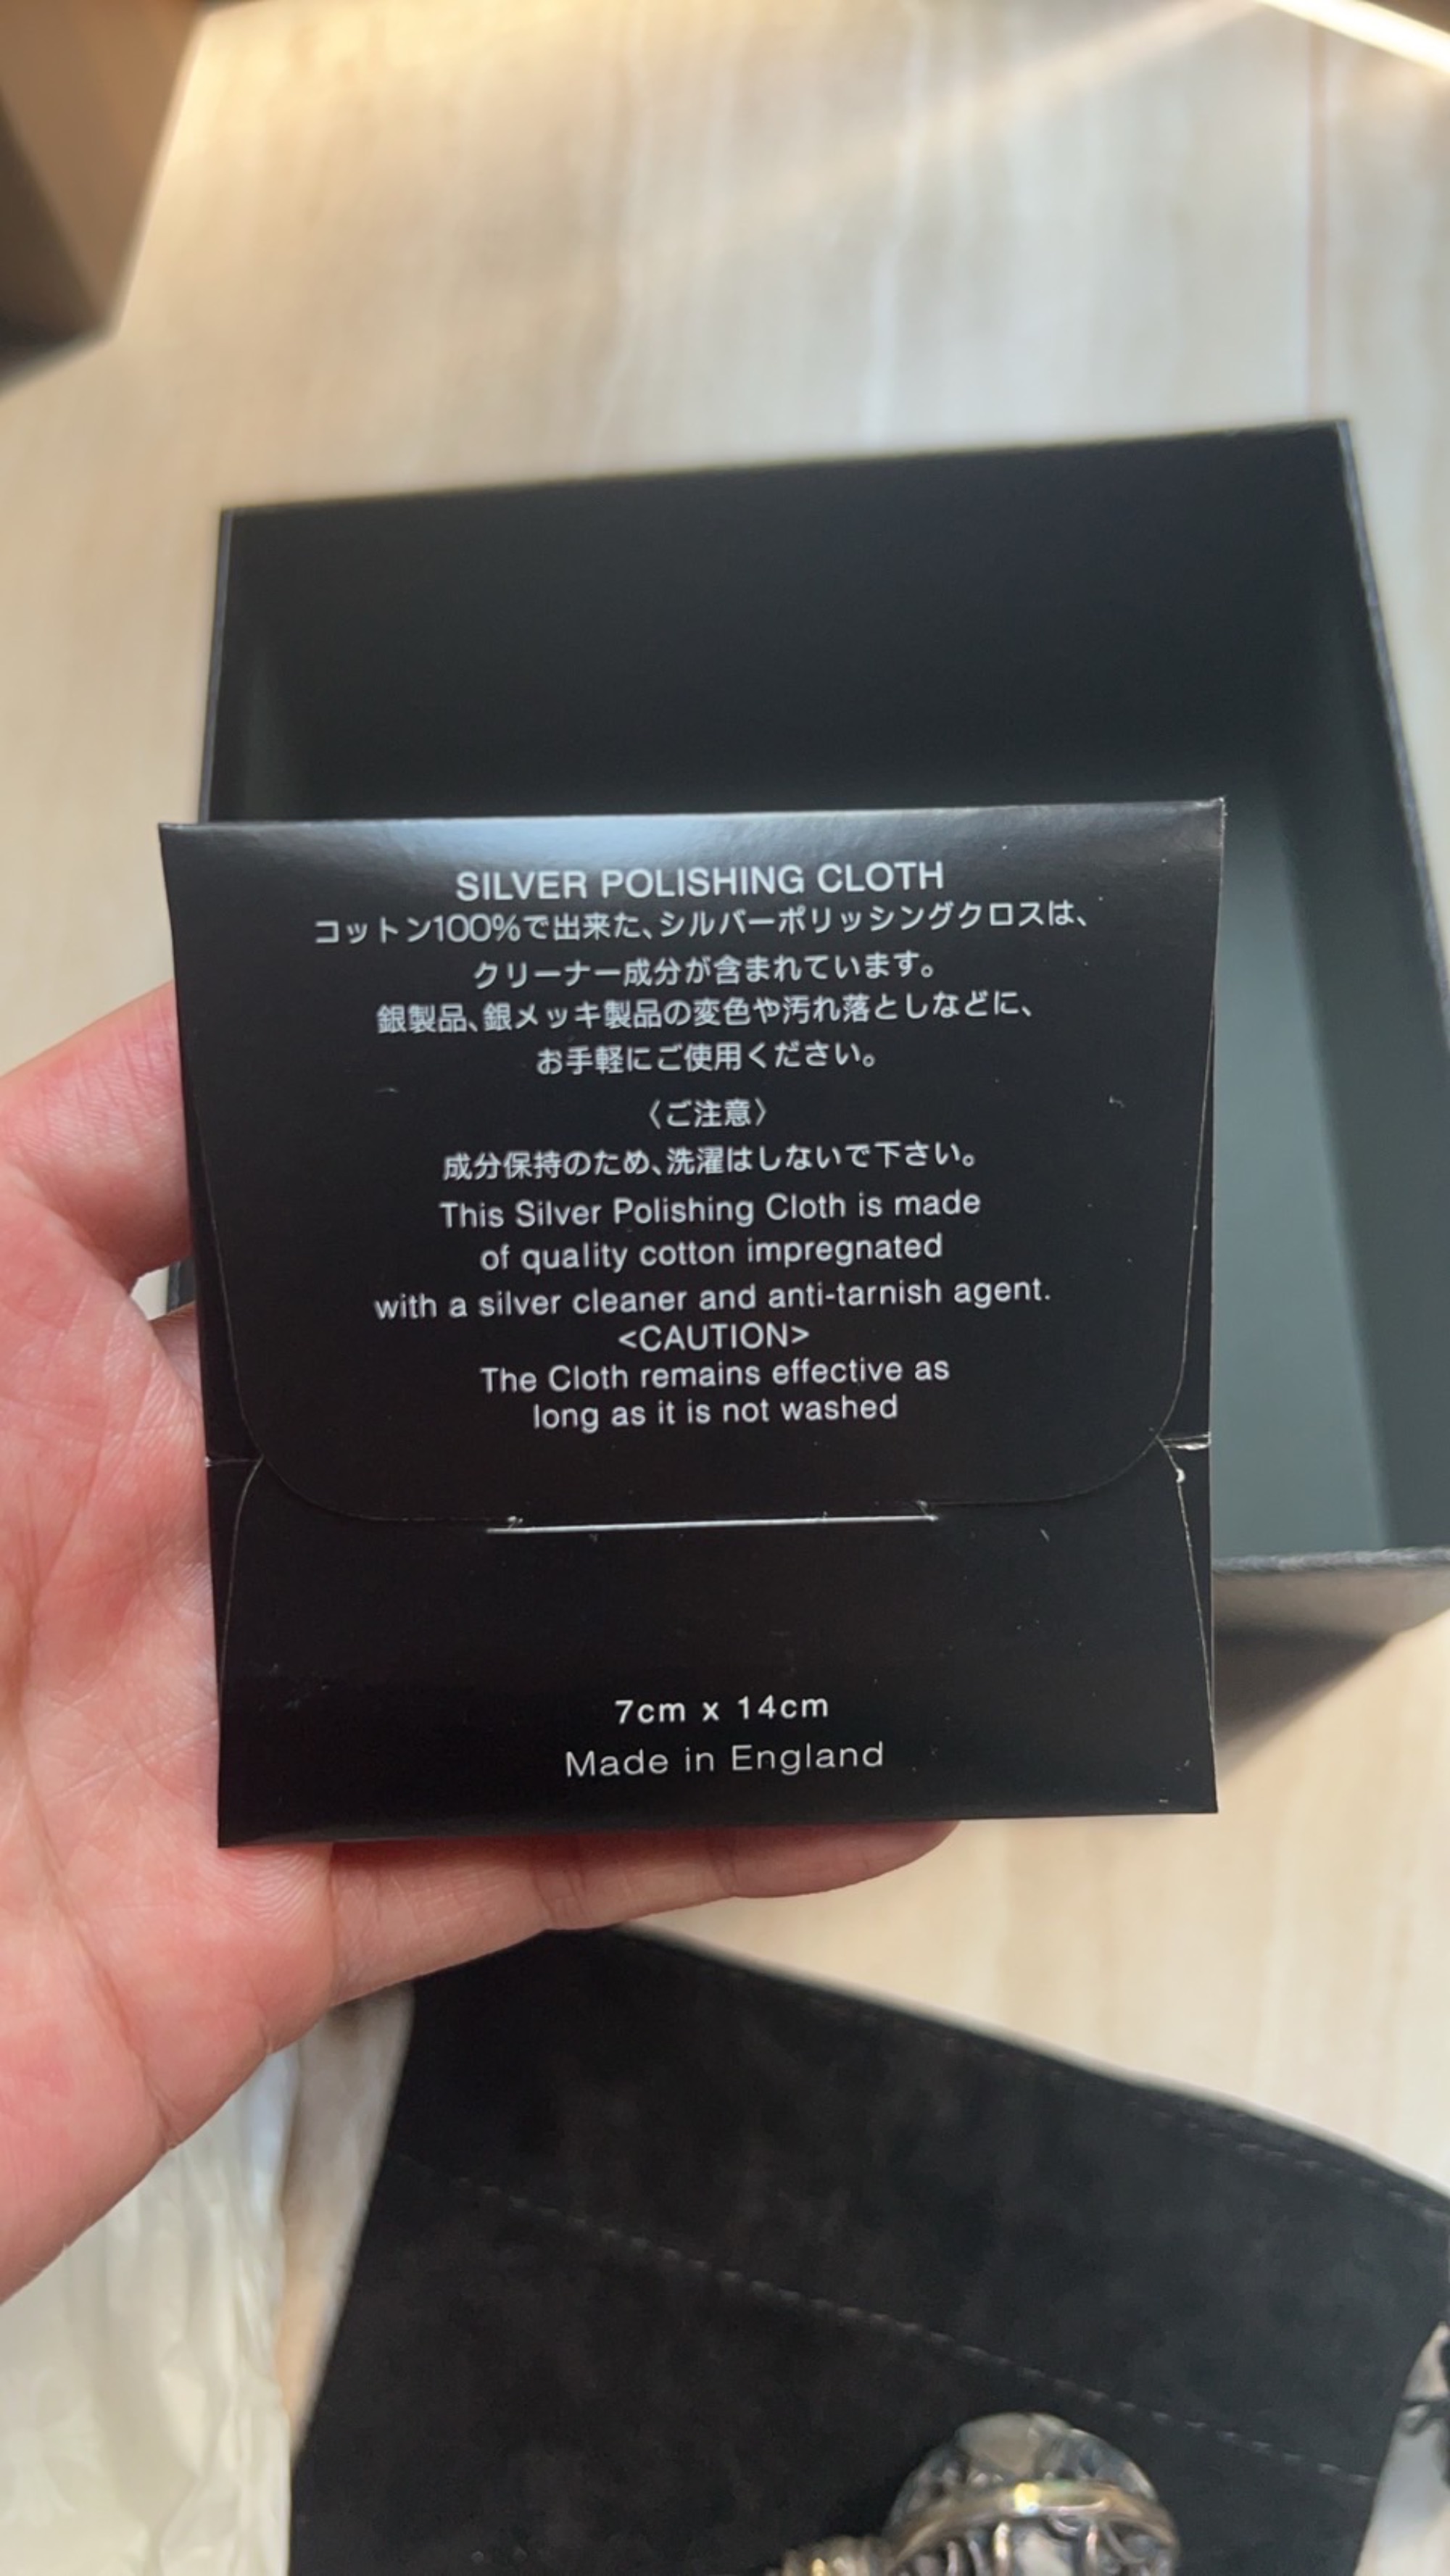 SILVER POLISHING CLOTH
コットン100%で出来た、シルバーポリッシングクロスは、
クリーナー成分が含まれています。
銀製品、銀メッキ製品の変色や汚れ落としなどに、
お手軽にご使用ください。
〈ご注意〉
成分保持のため、洗濯はしないで下さい。
This Silver Polishing Cloth is made
of quality cotton impregnated
with a silver cleaner and anti-tarnish agent.
<CAUTION>
The Cloth remains effective as
long as it is not washed
7cm x 14cm
Made in England